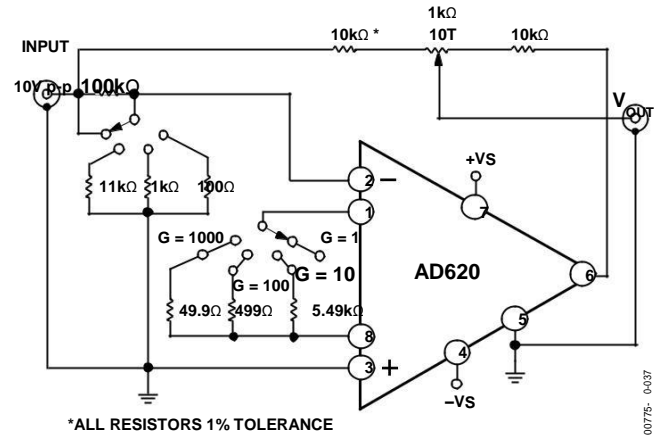 1kΩ
10kΩ * 10T 10kΩ
INPUT
10V p-p 100kΩ
VOUT
+VS
11kΩ 1kΩ 100Ω
2 −
1
7
G = 1000 G = 1
G = 100 G = 10
AD620
6
49.9Ω 499Ω 5.49kΩ
5
8
4
3 +
−VS
*ALL RESISTORS 1% TOLERANCE
00775- 0-037